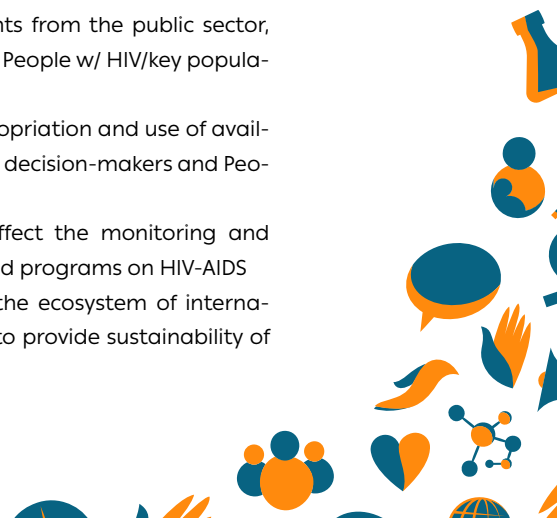 nts from the public sector,
People w/ HIV/key popula-
opriation and use of avail-
decision-makers and Peo-
ffect the monitoring and
d programs on HIV-AIDS
the ecosystem of interna-
to provide sustainability of